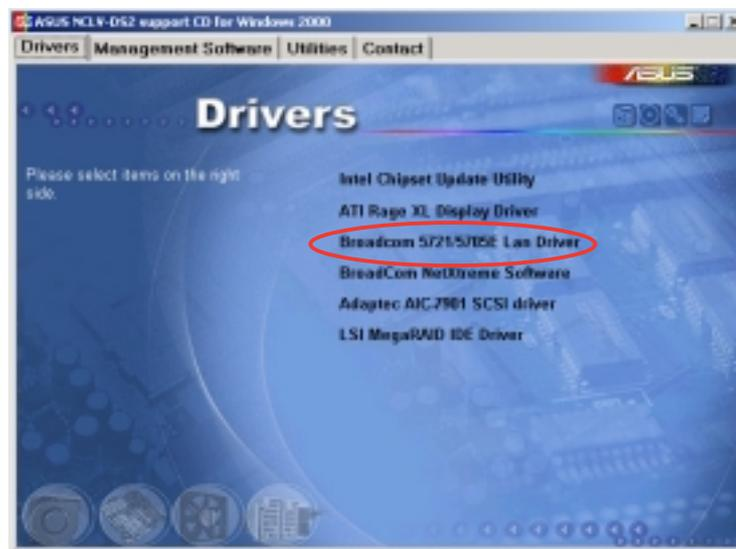 ASUS NCLV-DS2 support CD for Windows 2000
Drivers Management Software Utilities Contact
ASUS
Drivers
Please select items on the right
side.
Intel Chipset Update Utility
ATI Rage XL Display Driver
Broadcom 5721/5705E Lan Driver
BroadCom NetXtreme Software
Adaptec AIC-7901 SCSI driver
LSI MegaRAID IDE Driver